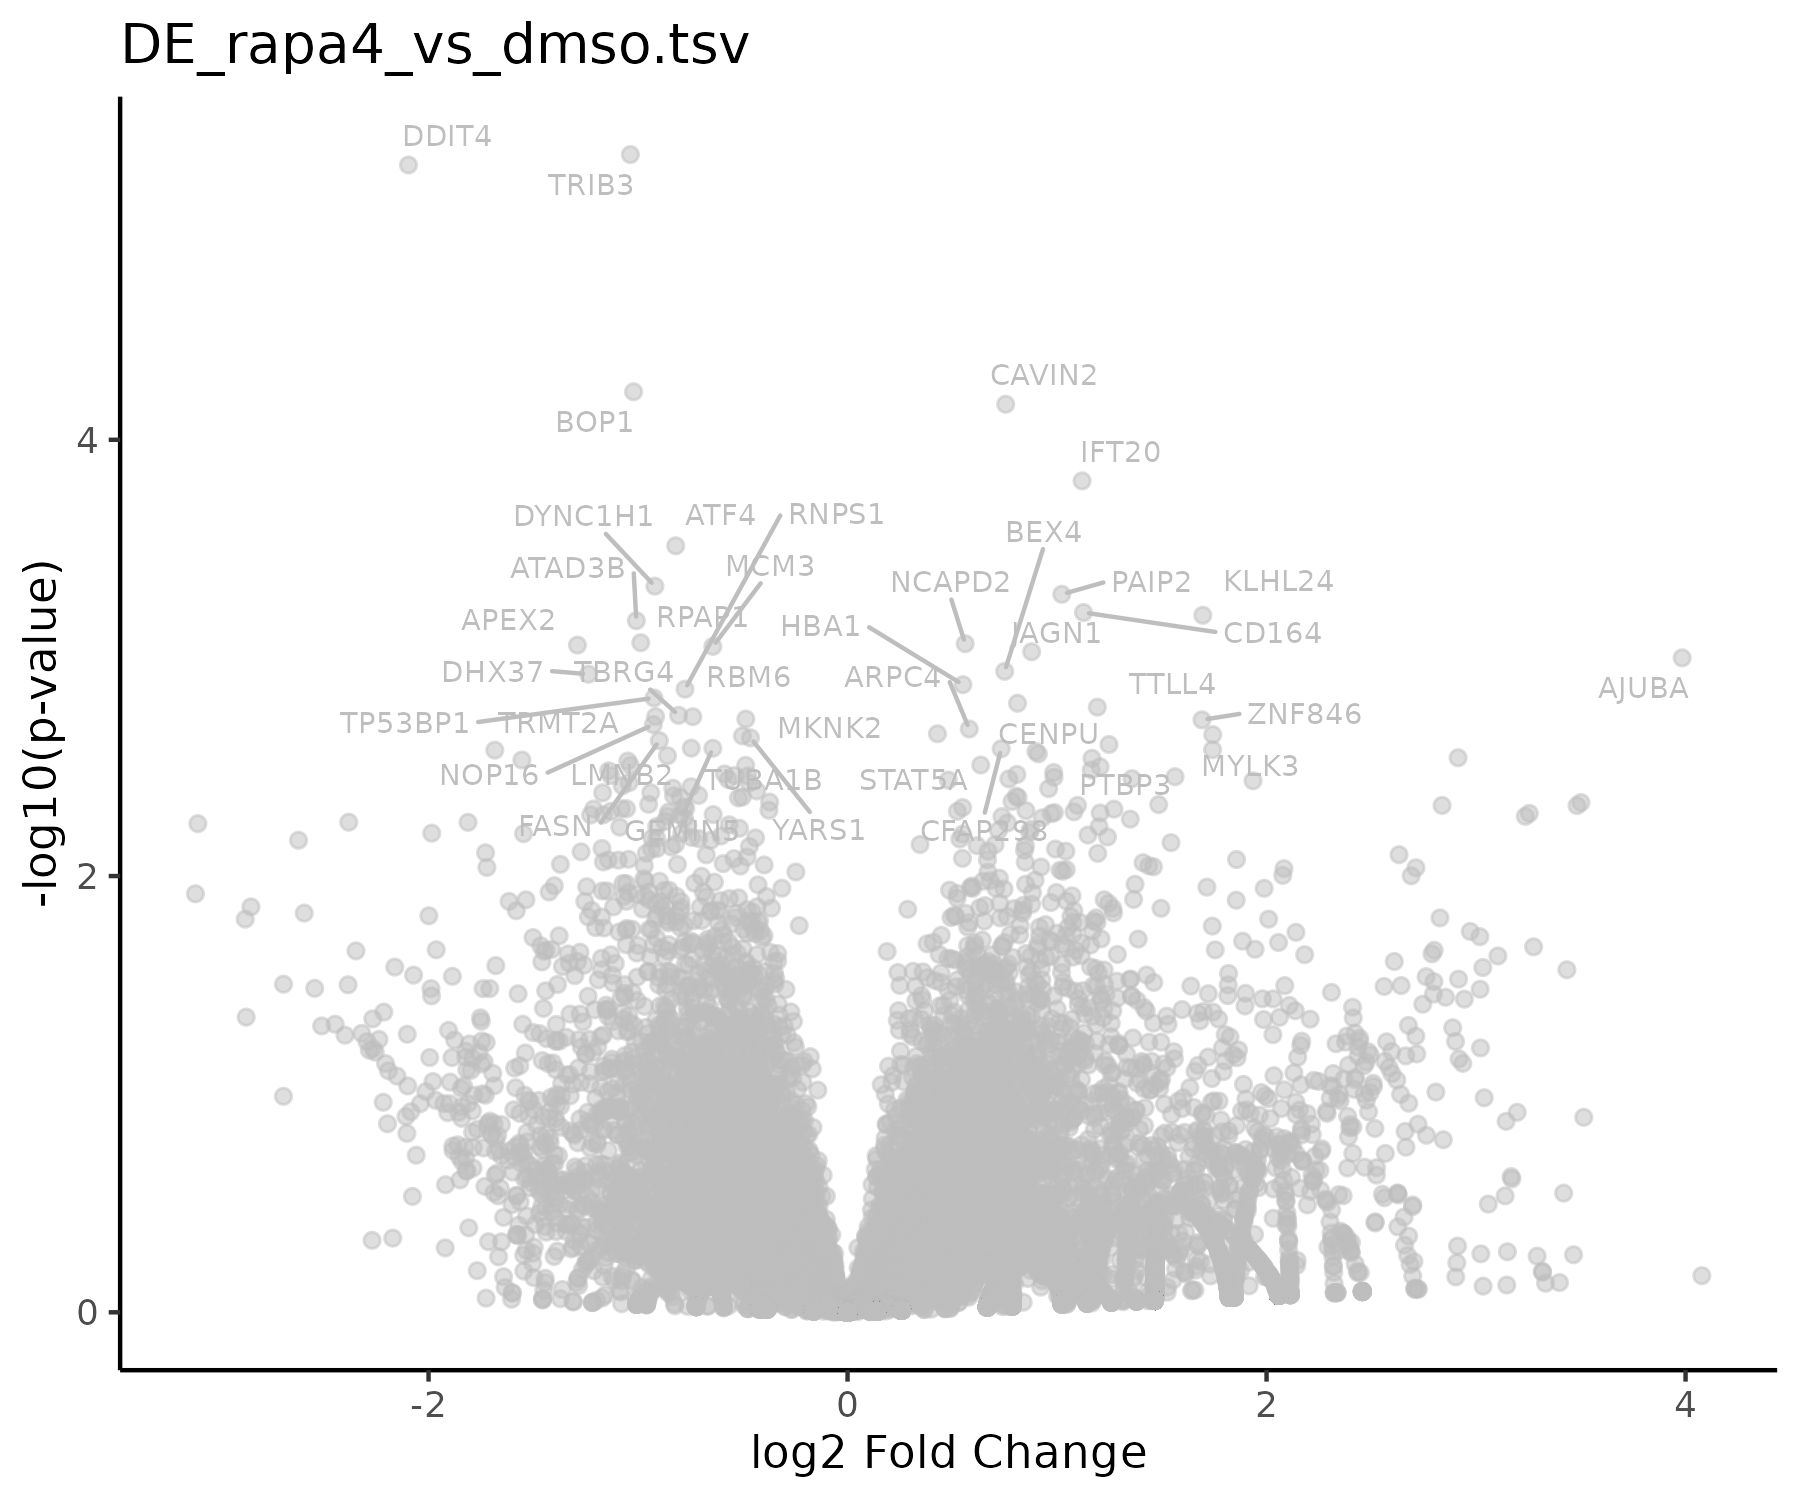 DE_rapa4_vs_dmso.tsv
DDIT4
TRIB3
CAVIN2
BOP1
4
IFT20
DYNC1H1 ATF4 RNPS1
BEX4
ATAD3B MCM3
NCAPD2 PAIP2 KLHL24
APEX2 RPAP1 HBA1 JAGN1 CD164
DHX37 TBRG4 RBM6 ARPC4 TTLL4 AJUBA
TP53BP1 TRMT2A MKNK2 CENPU ZNF846
NOP16 LMNB2 TUBA1B STAT5A PTBP3 MYLK3
FASN GEMIN5 YARS1 CFAP298
2
0
-log10(p-value)
-2 0 2 4
log2 Fold Change